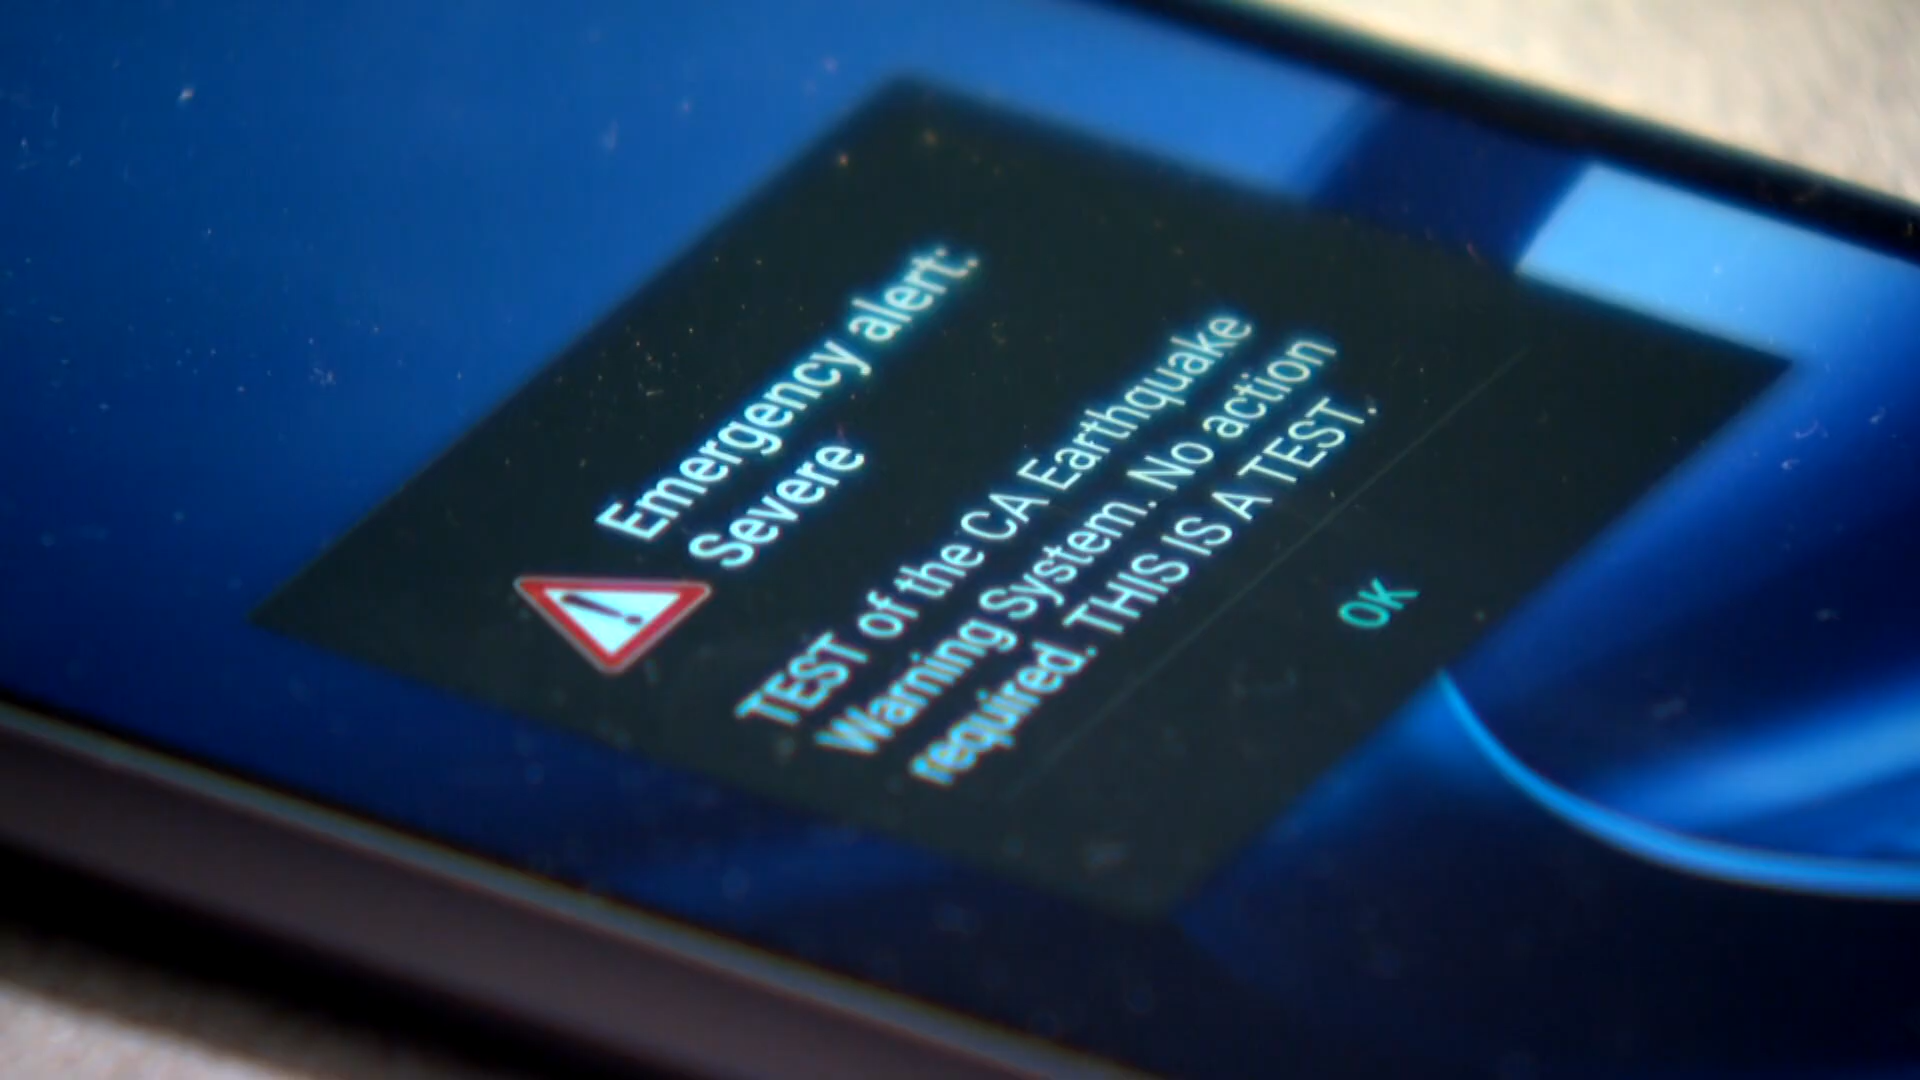 Emergency alert:
Severe
TEST of the CA Earthquake
Warning System. No action
required. THIS IS A TEST.
OK